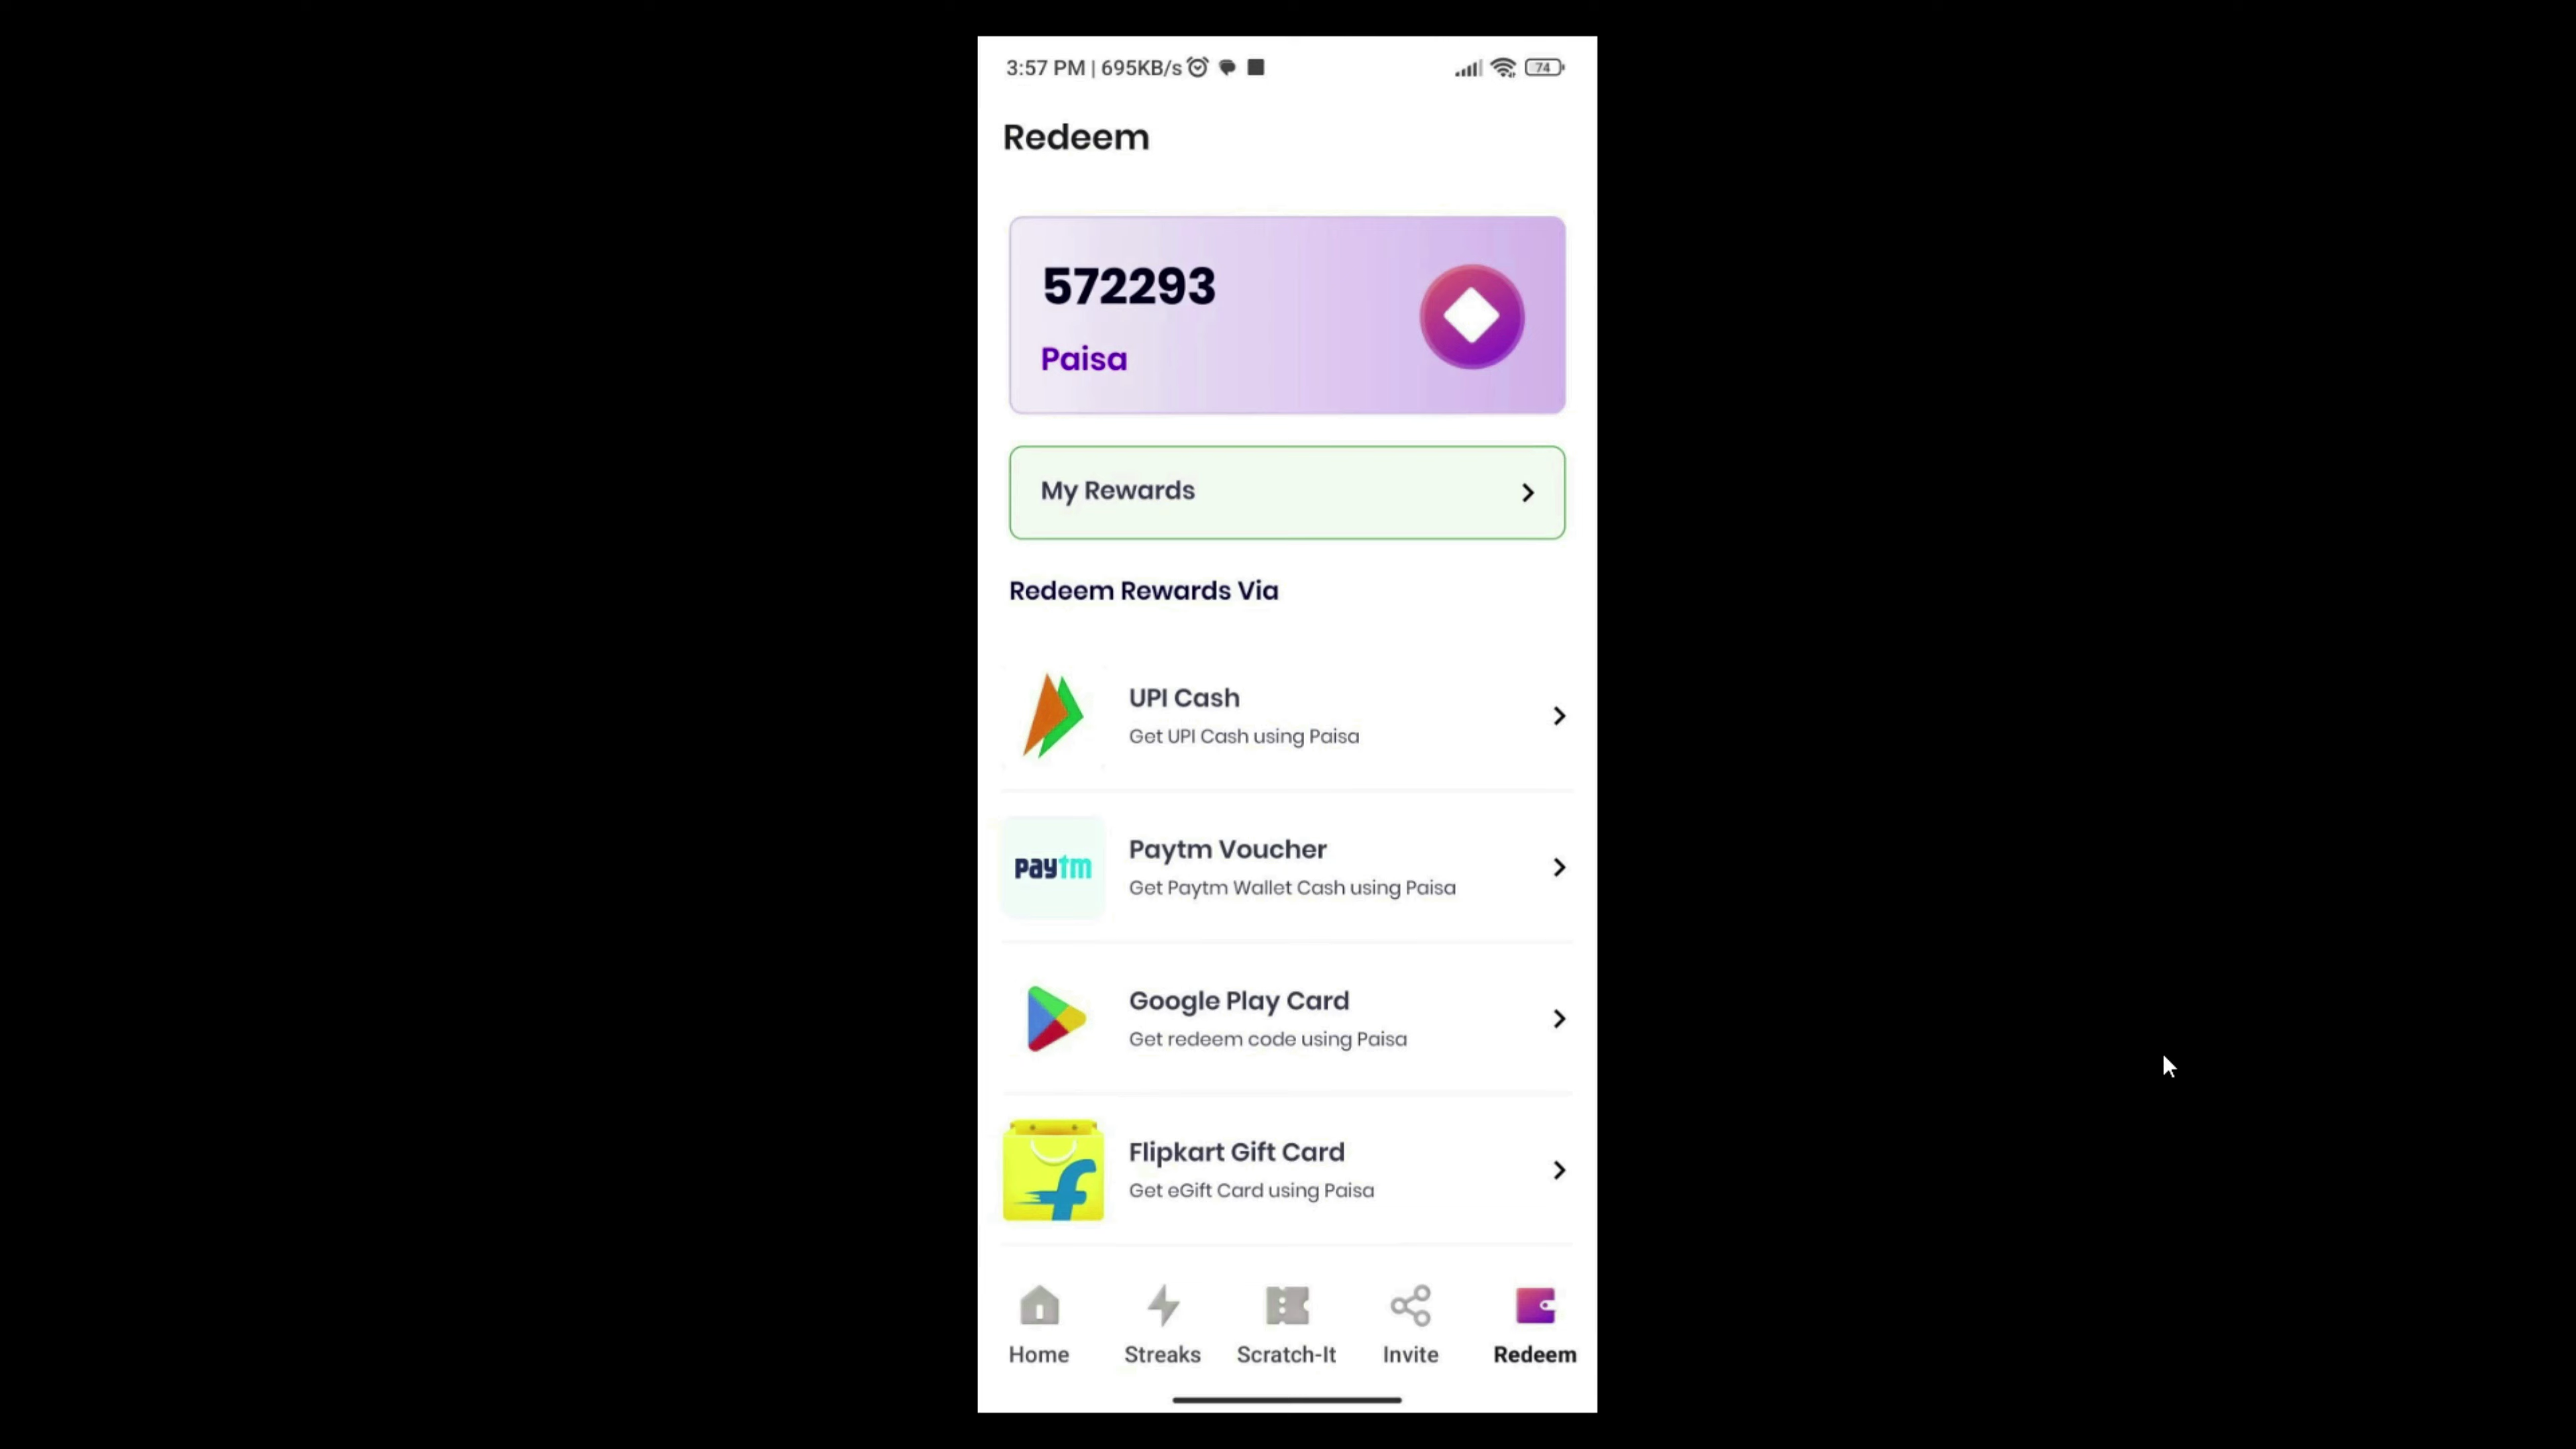 3:57 PM | 695KB/s
74
Redeem
572293
Paisa
My Rewards
Redeem Rewards Via
UPI Cash
Get UPI Cash using Paisa
paytm
Paytm Voucher
Get Paytm Wallet Cash using Paisa
Google Play Card
Get redeem code using Paisa
f
Flipkart Gift Card
Get eGift Card using Paisa
Home Streaks Scratch-It Invite Redeem